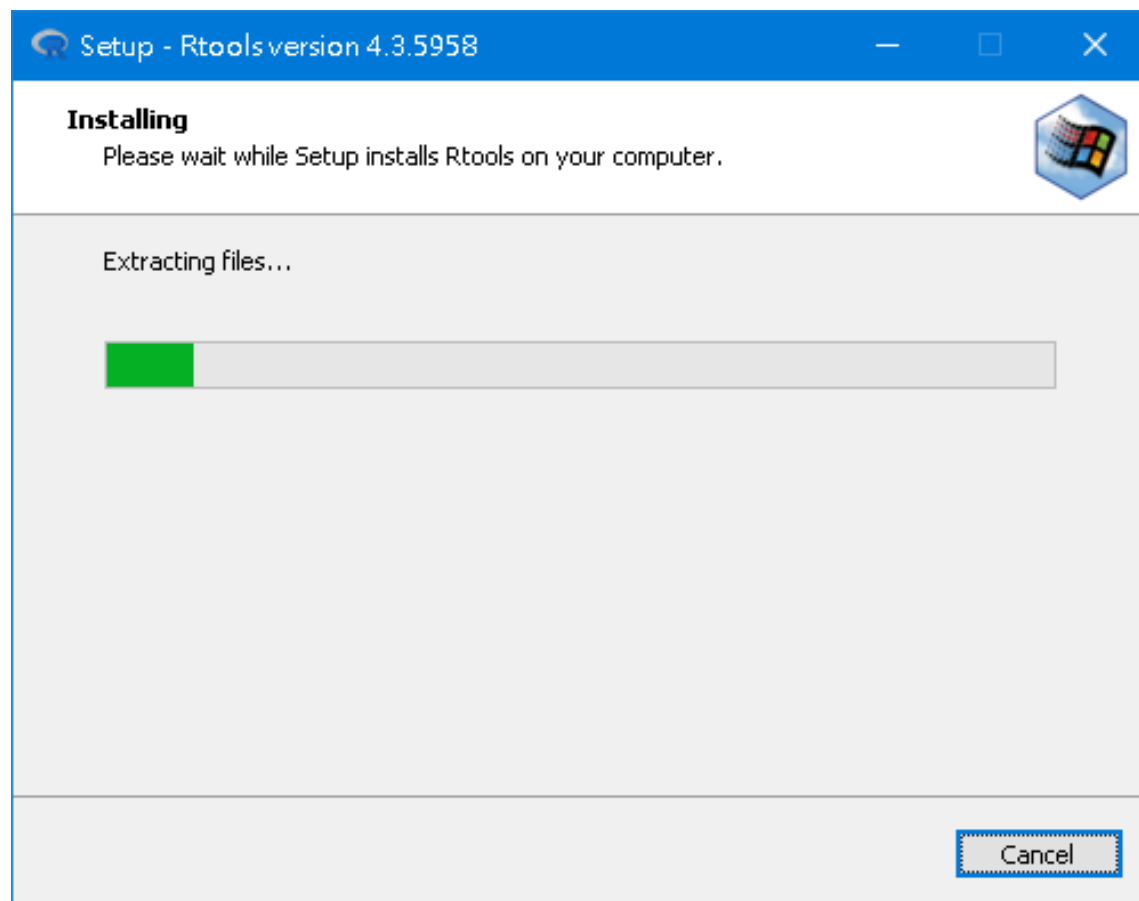 Setup - Rtools version 4.3.5958
Installing
Please wait while Setup installs Rtools on your computer.
Extracting files...
Cancel